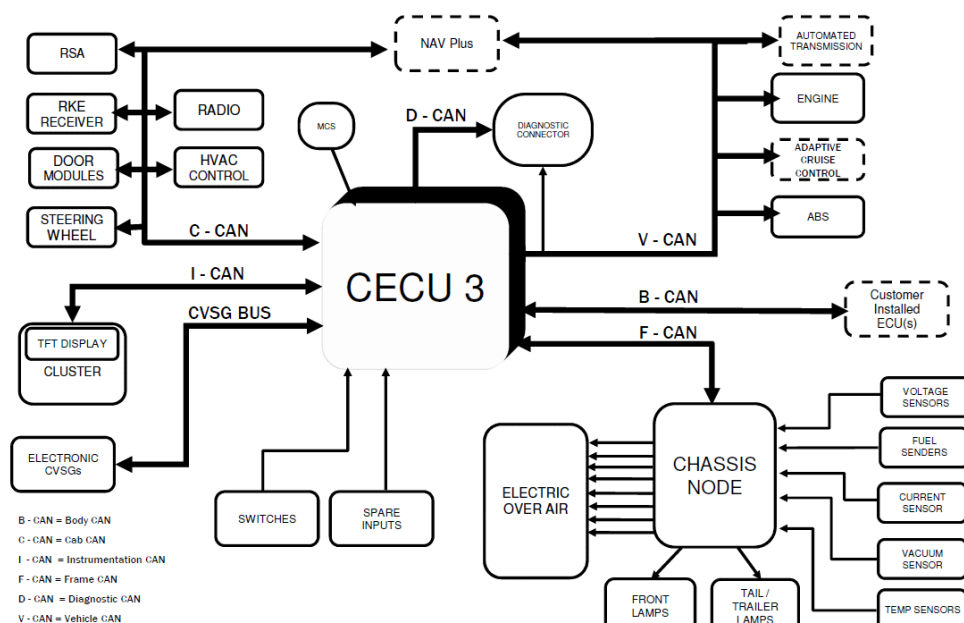 RSA
NAV Plus
AUTOMATED
TRANSMISSION
RKE
RECEIVER
RADIO
MCS
D - CAN
DIAGNOSTIC
CONNECTOR
ENGINE
DOOR
MODULES
HVAC
CONTROL
ADAPTIVE
CRUISE
CONTROL
STEERING
WHEEL
C - CAN
V - CAN
ABS
I - CAN
CECU 3
B - CAN
Customer
Installed
ECU(s)
CVSG BUS
F - CAN
TFT DISPLAY
CLUSTER
ELECTRONIC
CVSGs
SWITCHES
SPARE
INPUTS
ELECTRIC
OVER AIR
CHASSIS
NODE
VOLTAGE
SENSORS
FUEL
SENDERS
CURRENT
SENSOR
VACUUM
SENSOR
TEMP SENSORS
FRONT
LAMPS
TAIL /
TRAILER
LAMPS
B - CAN = Body CAN
C - CAN = Cab CAN
I - CAN = Instrumentation CAN
F - CAN = Frame CAN
D - CAN = Diagnostic CAN
V - CAN = Vehicle CAN